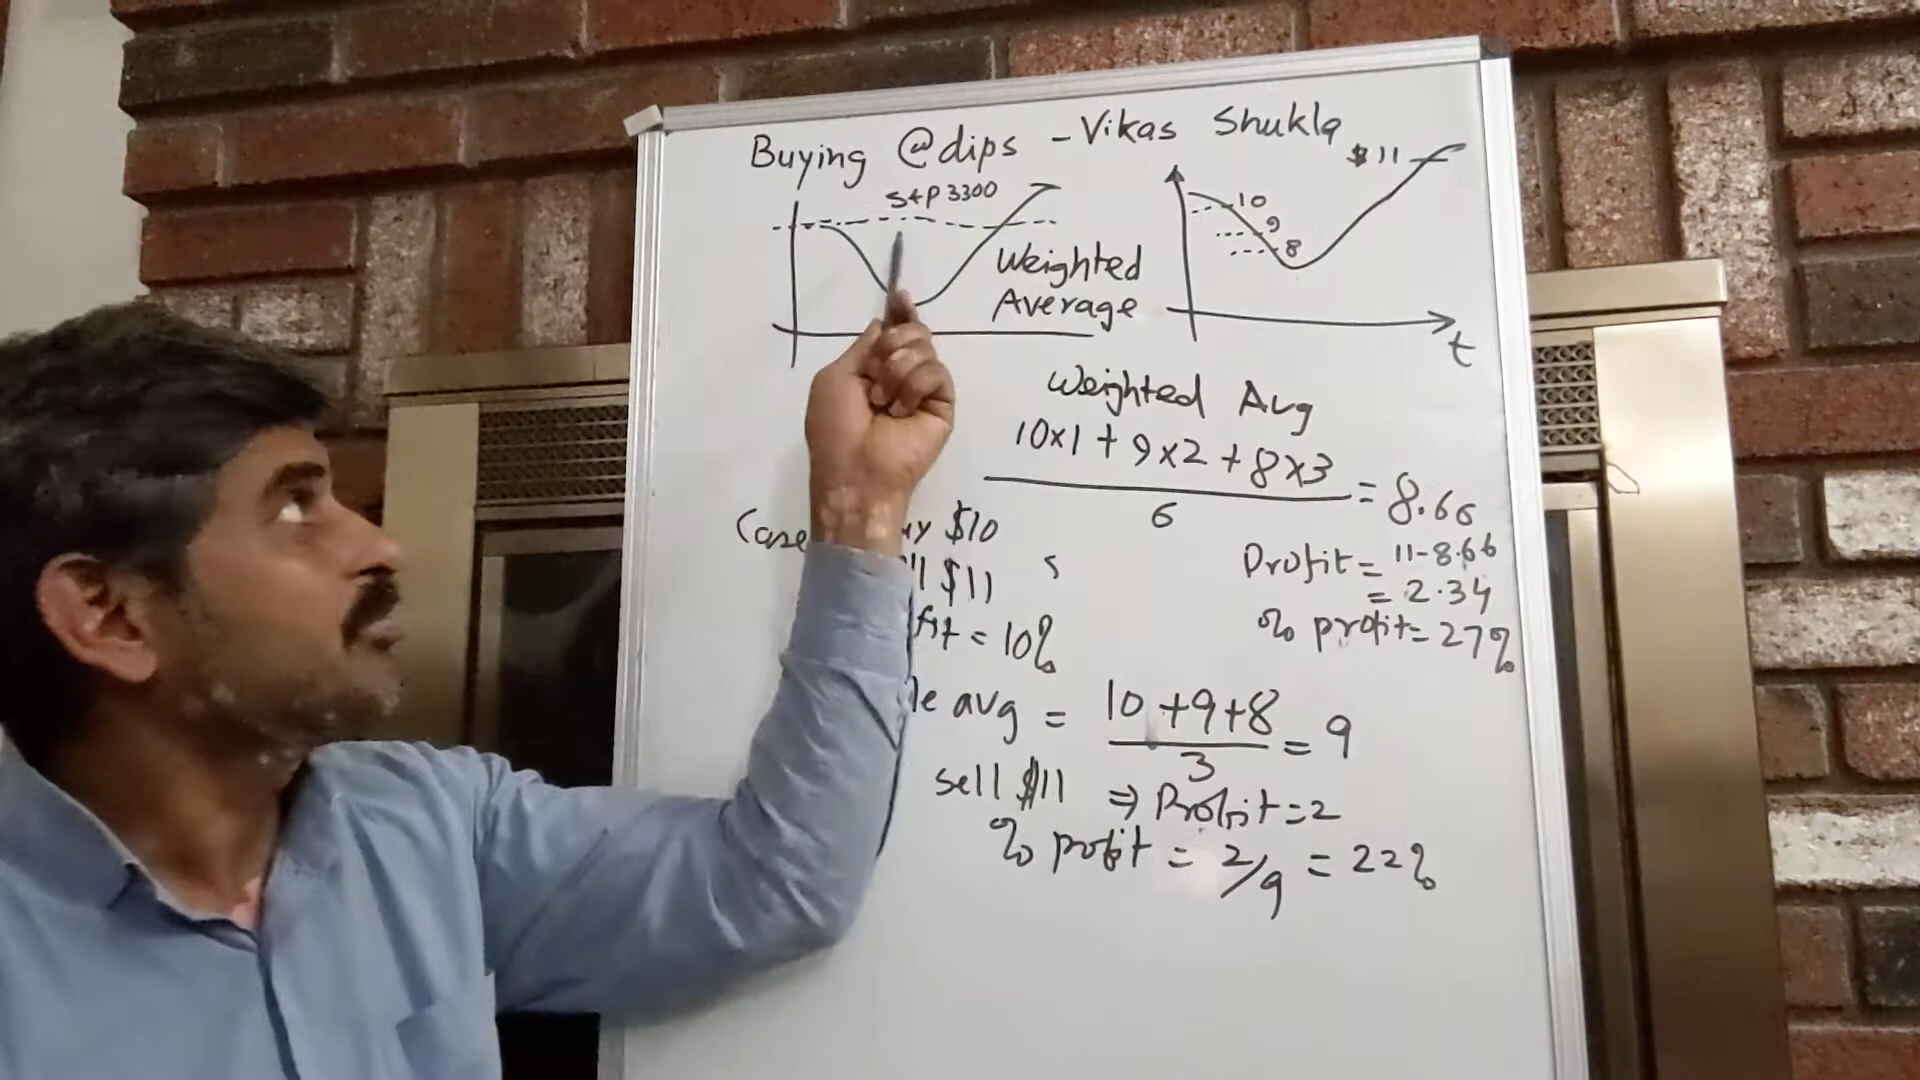 Buying @dips - Vikas Shukla
S+P 3300
Weighted
Average
$11
10
9
8
t
Weighted Avg
10x1 + 9x2 + 8x3
6
= 8.66
Profit = 11-8.66
= 2.34
% profit = 27%
Case
$10
$11
= 10%
avg = 10+9+8
3
= 9
sell $11 ⇒ Profit = 2
% profit = 2/9 = 22%